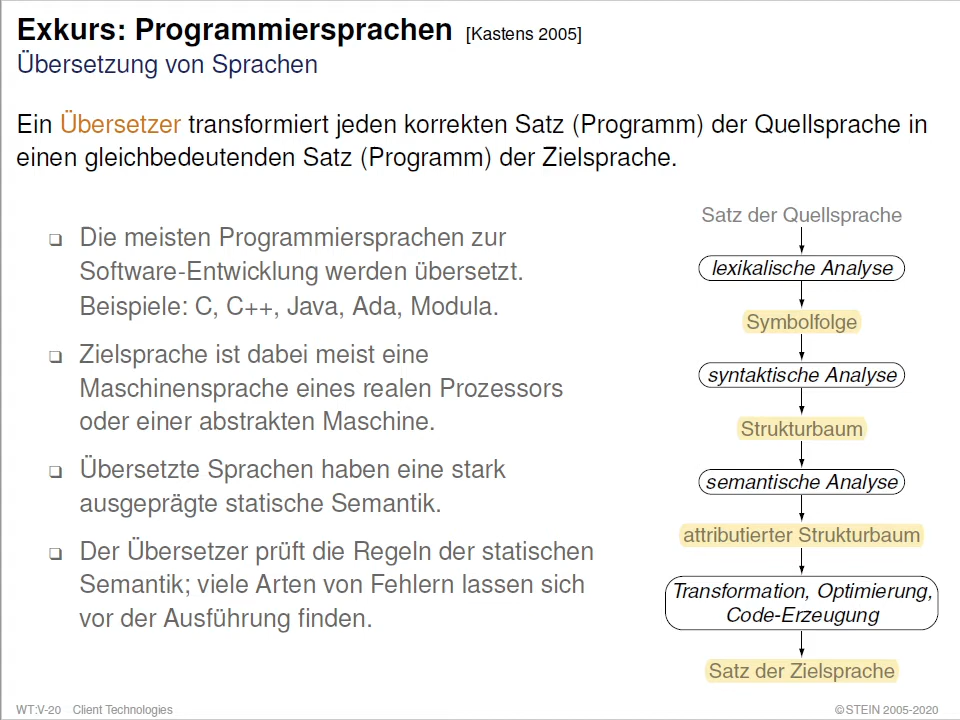 Exkurs: Programmiersprachen [Kastens 2005]
Übersetzung von Sprachen
Ein Übersetzer transformiert jeden korrekten Satz (Programm) der Quellsprache in
einen gleichbedeutenden Satz (Programm) der Zielsprache.
❑ Die meisten Programmiersprachen zur
Software-Entwicklung werden übersetzt.
Beispiele: C, C++, Java, Ada, Modula.
❑ Zielsprache ist dabei meist eine
Maschinensprache eines realen Prozessors
oder einer abstrakten Maschine.
❑ Übersetzte Sprachen haben eine stark
ausgeprägte statische Semantik.
❑ Der Übersetzer prüft die Regeln der statischen
Semantik; viele Arten von Fehlern lassen sich
vor der Ausführung finden.
Satz der Quellsprache
lexikalische Analyse
Symbolfolge
syntaktische Analyse
Strukturbaum
semantische Analyse
attributierter Strukturbaum
Transformation, Optimierung,
Code-Erzeugung
Satz der Zielsprache
WT:V-20 Client Technologies
© STEIN 2005-2020